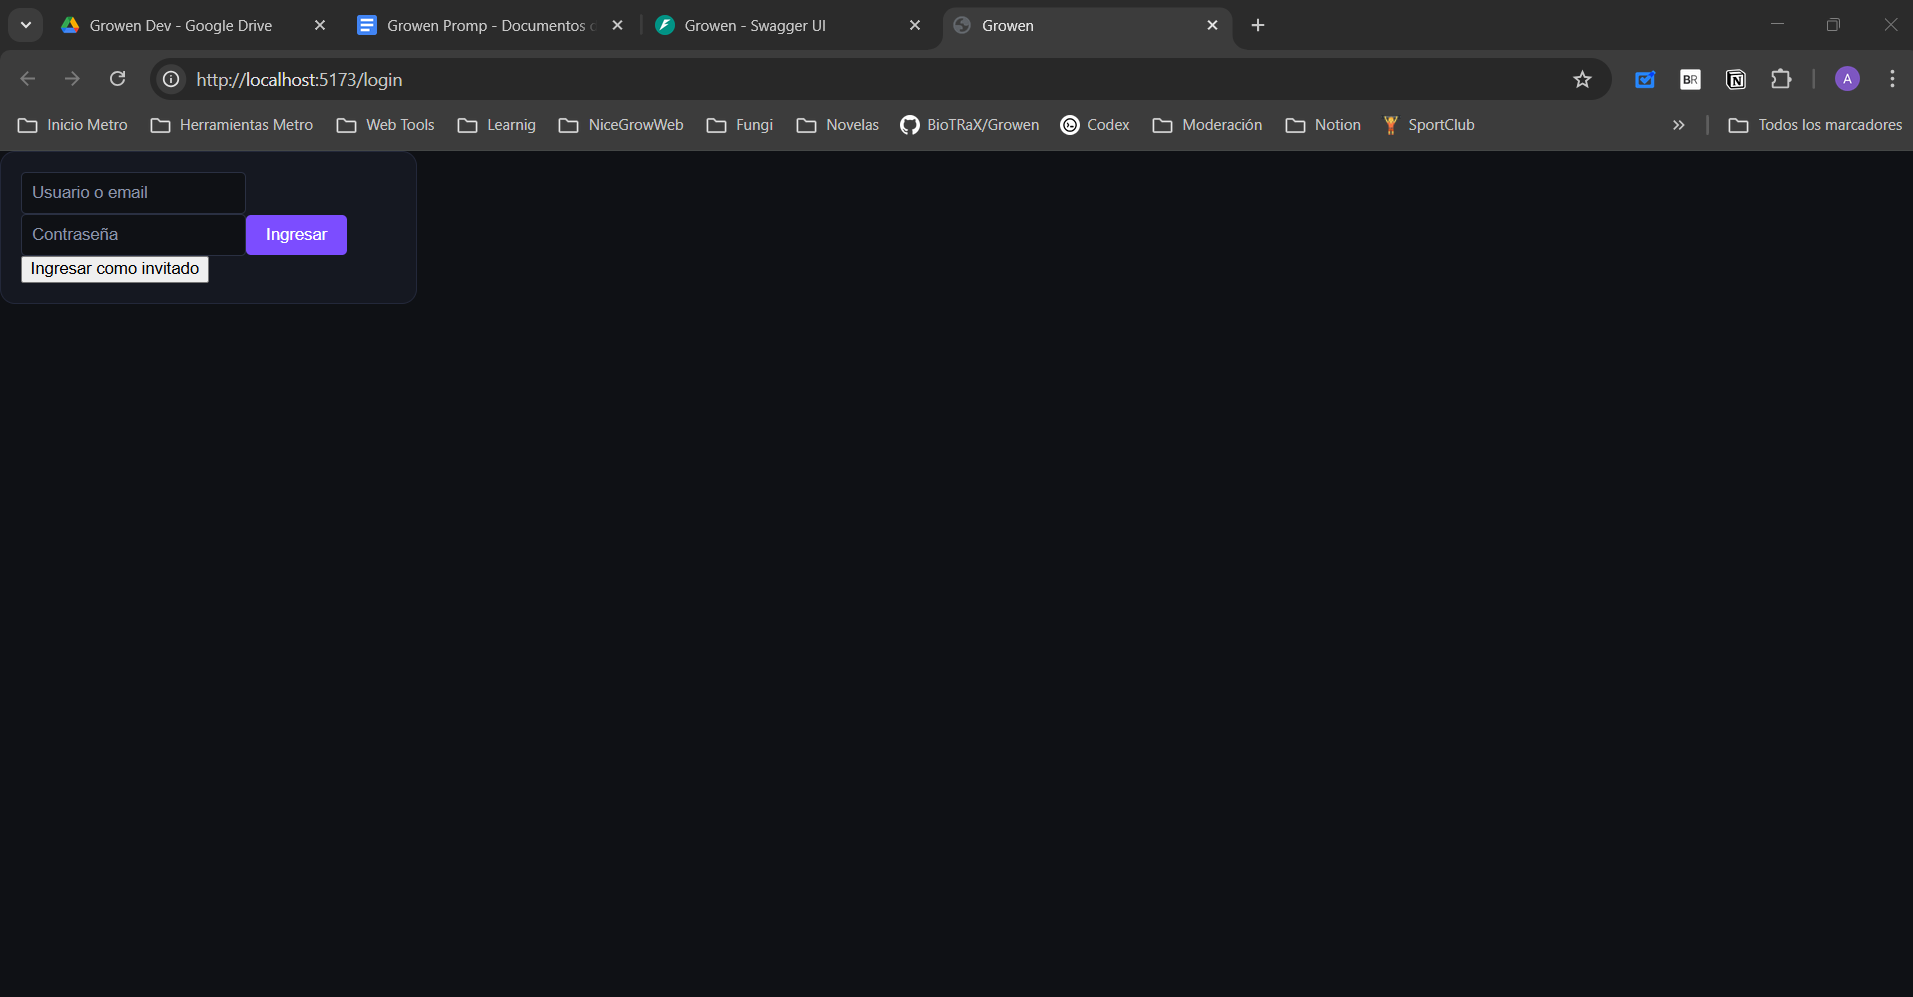 Growen Dev - Google Drive
Growen Promp - Documentos
Growen - Swagger UI
Growen
http://localhost:5173/login
BR
A
Inicio Metro
Herramientas Metro
Web Tools
Learnig
NiceGrowWeb
Fungi
Novelas
BioTRaX/Growen
Codex
Moderación
Notion
SportClub
Todos los marcadores
Usuario o email
Contraseña
Ingresar
Ingresar como invitado